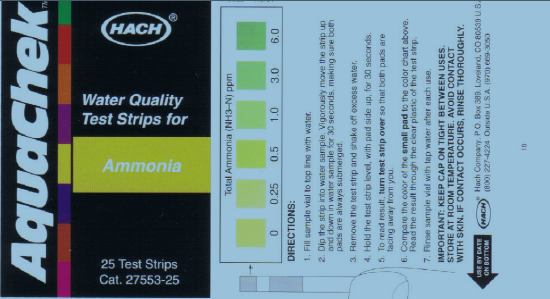 Aquachek™
HACH®
Water Quality
Test Strips for
Ammonia
25 Test Strips
Cat. 27553-25
Total Ammonia (NH3–N) ppm
0 0.25 0.5 1.0 3.0 6.0
DIRECTIONS:
1. Fill sample vial to top line with water.
2. Dip the strip into water sample. Vigorously move the strip up
and down in water sample for 30 seconds, making sure both
pads are always submerged.
3. Remove the test strip and shake off excess water.
4. Hold the test strip level, with pad side up, for 30 seconds.
5. To read result, turn test strip over so that both pads are
facing away from you.
6. Compare the color of the small pad to the color chart above.
Read the result through the clear plastic of the test strip.
7. Rinse sample vial with tap water after each use.
IMPORTANT: KEEP CAP ON TIGHT BETWEEN USES.
STORE AT ROOM TEMPERATURE. AVOID CONTACT
WITH SKIN. IF CONTACT OCCURS, RINSE THOROUGHLY.
HACH®
Hach Company, P.O. Box 389, Loveland, CO 80539 U.S.
(800) 227-4224 Outside U.S.A. (970) 669-3050
USE BY DATE
ON BOTTOM